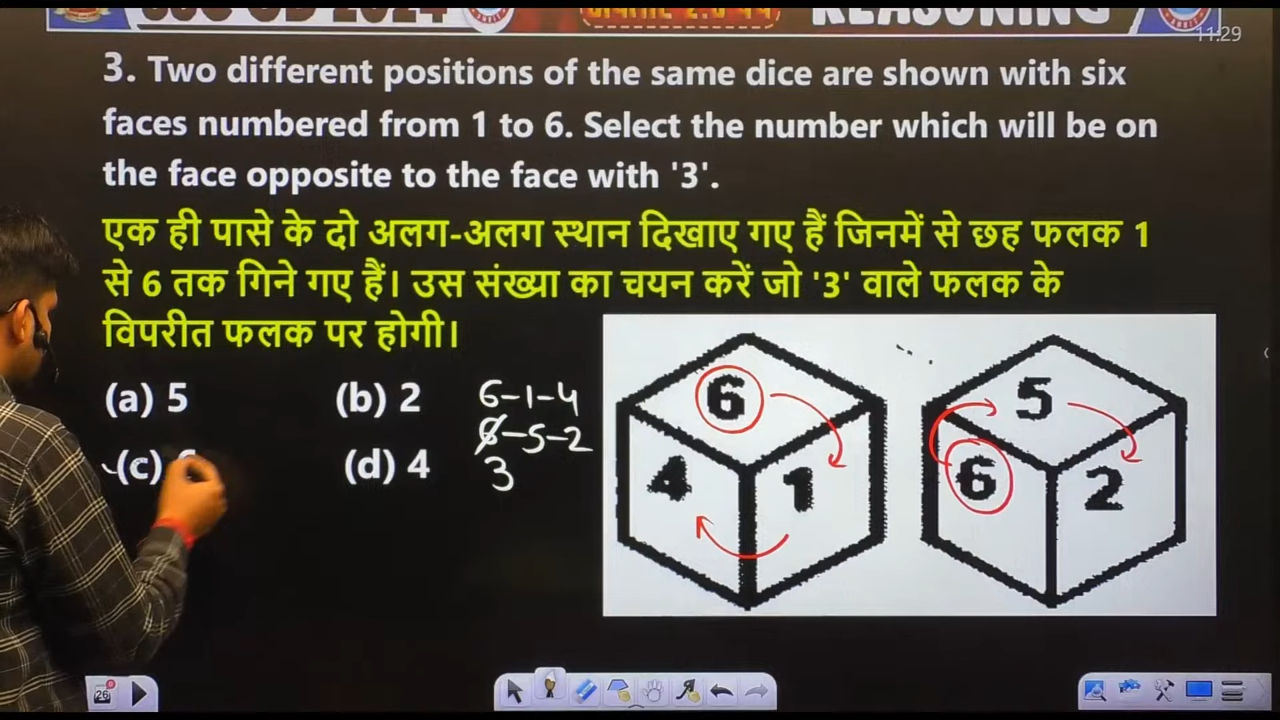 REASONING
11:29
3. Two different positions of the same dice are shown with six
faces numbered from 1 to 6. Select the number which will be on
the face opposite to the face with '3'.
एक ही पासे के दो अलग-अलग स्थान दिखाए गए हैं जिनमें से छह फलक 1
से 6 तक गिने गए हैं। उस संख्या का चयन करें जो '3' वाले फलक के
विपरीत फलक पर होगी।
(a) 5 (b) 2
(c) (d) 4
6-1-4
6-5-2
3
6
4 1
5
6 2
26